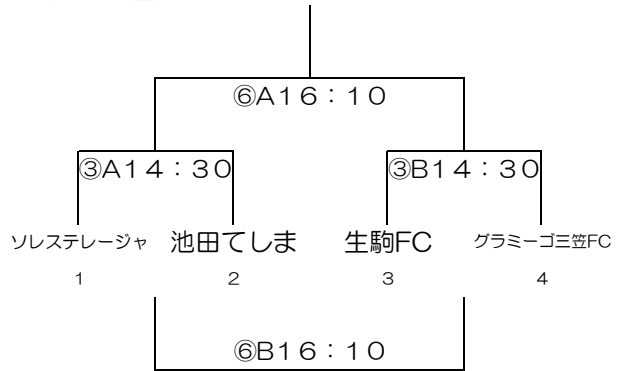 ⑥A16：10
③A14：30 ③B14：30
ソレステレージャ 池田てしま 生駒FC グラミーゴ三笠FC
1 2 3 4
⑥B16：10